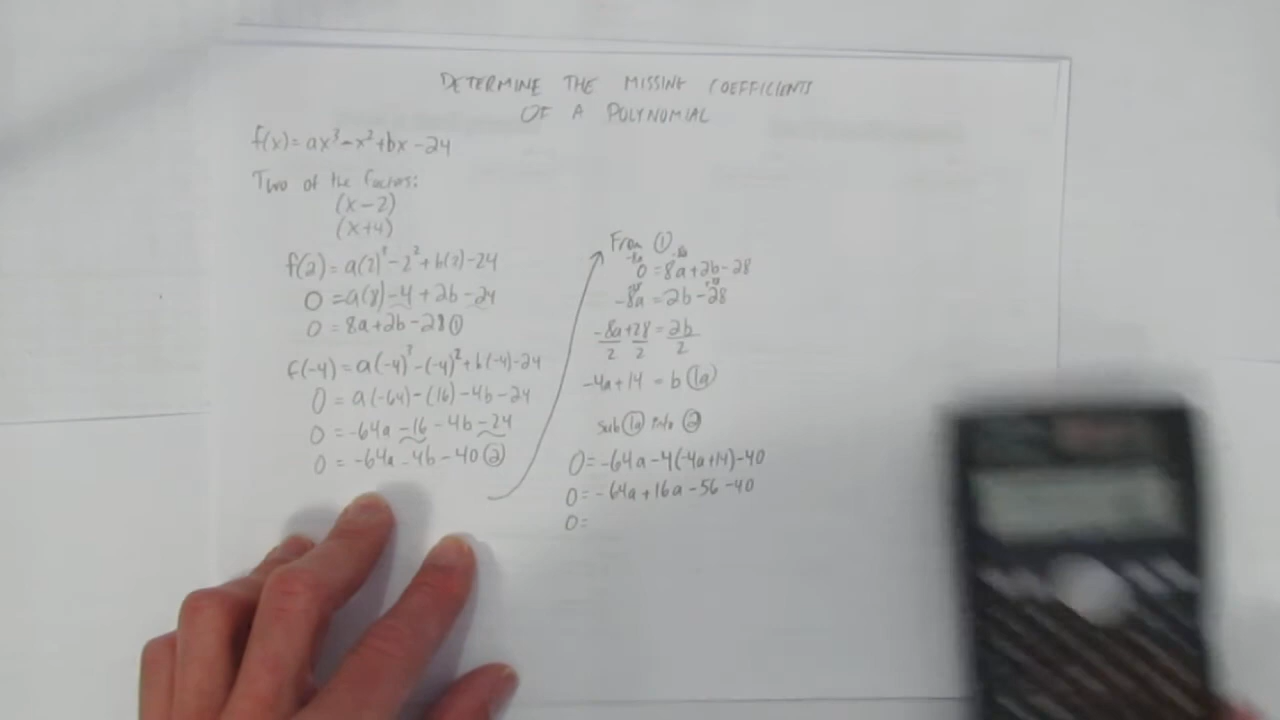 DETERMINE THE MISSING COEFFICIENTS
OF A POLYNOMIAL
f(x) = ax³ - x² + bx - 24
Two of the factors:
(x-2)
(x+4)
f(2) = a(2)³ - 2² + b(2) - 24
0 = a(8) - 4 + 2b - 24
0 = 8a + 2b - 28 ①
f(-4) = a(-4)³ - (-4)² + b(-4) - 24
0 = a(-64) - (16) - 4b - 24
0 = -64a - 16 - 4b - 24
0 = -64a - 4b - 40 ②
From ①
-8a -8a
0 = 8a + 2b - 28
+28 +28
-8a = 2b - 28
-8a + 28 = 2b
2 2 2
-4a + 14 = b (1a)
sub (1a) into ②
0 = -64a - 4(-4a + 14) - 40
0 = -64a + 16a - 56 - 40
0 =